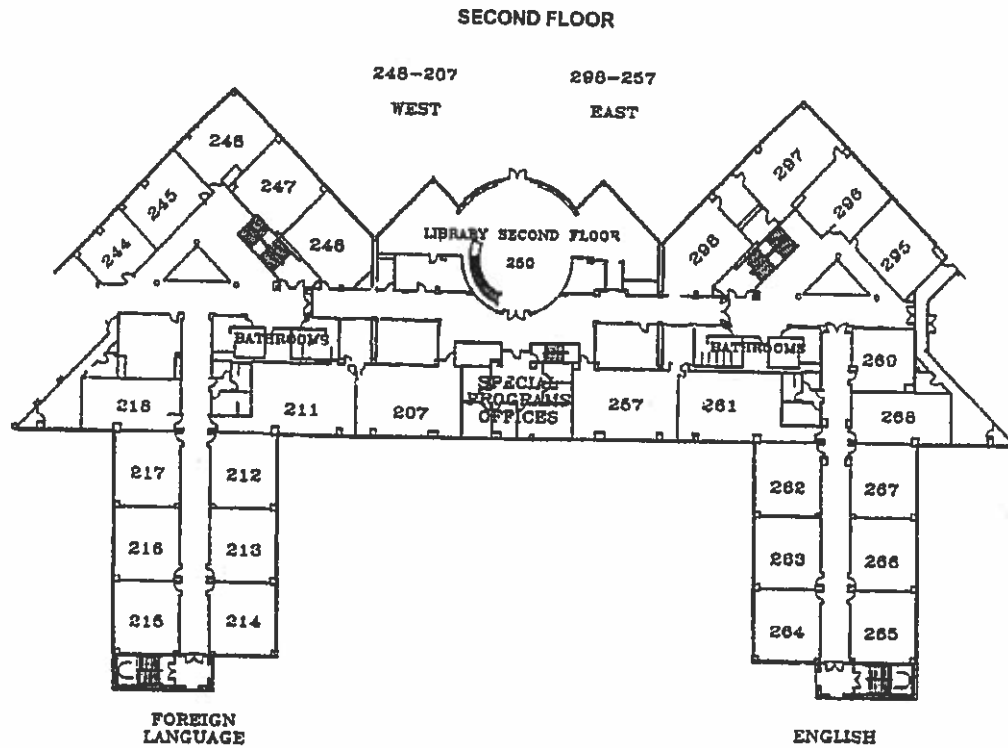 SECOND FLOOR
248-207
298-257
WEST
EAST
246
297
245
247
296
244
246
LIBRARY SECOND FLOOR
250
298
295
BATHROOMS
BATHROOMS
269
218
211
207
SPECIAL
PROGRAMS
OFFICES
257
261
268
217
212
262
267
216
213
263
266
215
214
264
265
FOREIGN
LANGUAGE
ENGLISH